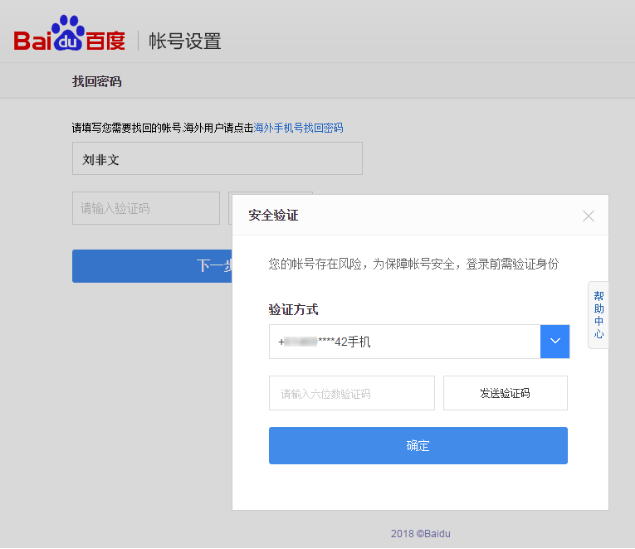 Bai du 百度 帐号设置
找回密码
请填写您需要找回的帐号,海外用户请点击海外手机号找回密码
刘非文
请输入验证码
下一步
安全验证
您的帐号存在风险，为保障帐号安全，登录前需验证身份
验证方式
+ ****42手机
请输入六位数验证码 发送验证码
确定
帮助中心
2018 ©Baidu